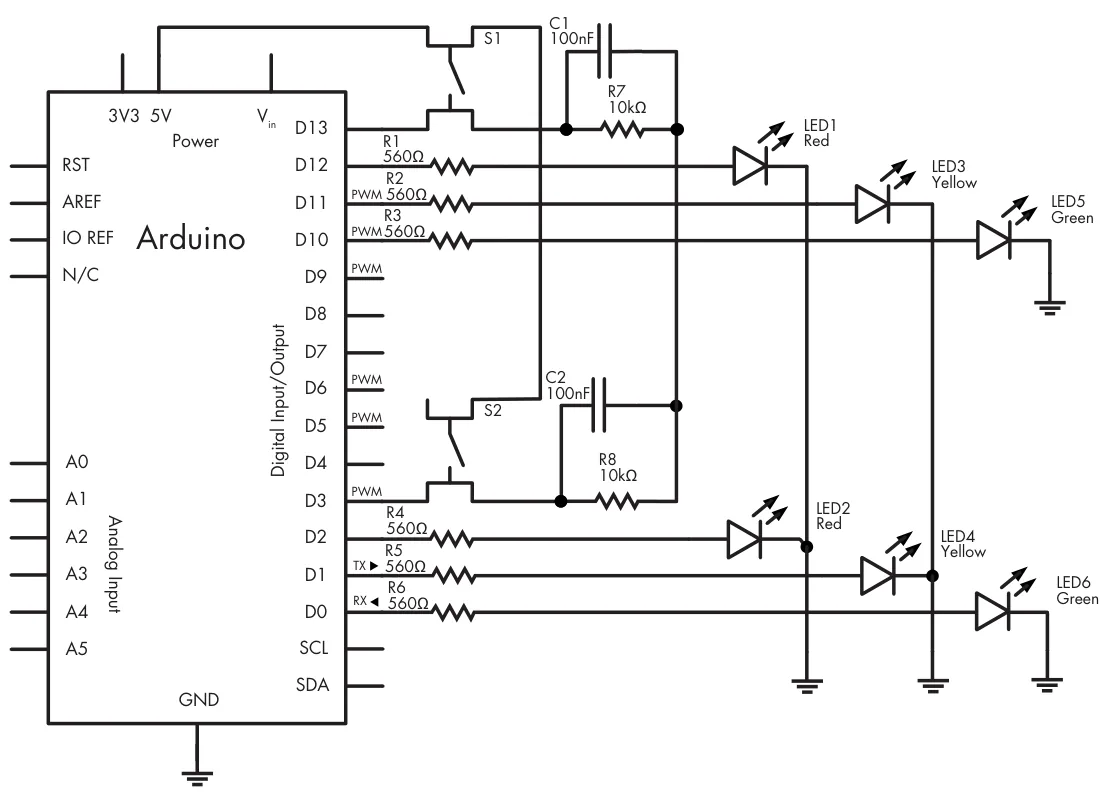 C1
100nF
S1
R7
10kΩ
3V3 5V
Vin
Power
D13
R1
560Ω
LED1
Red
RST
D12
R2
560Ω
LED3
Yellow
AREF
D11
PWM
R3
560Ω
LED5
Green
IO REF
Arduino
D10
PWM
N/C
D9
PWM
D8
D7
Digital Input/Output
D6
PWM
C2
100nF
S2
D5
PWM
A0
D4
R8
10kΩ
A1
D3
PWM
R4
560Ω
LED2
Red
Analog Input
A2
D2
R5
560Ω
LED4
Yellow
A3
D1
TX
R6
560Ω
LED6
Green
A4
D0
RX
A5
SCL
SDA
GND